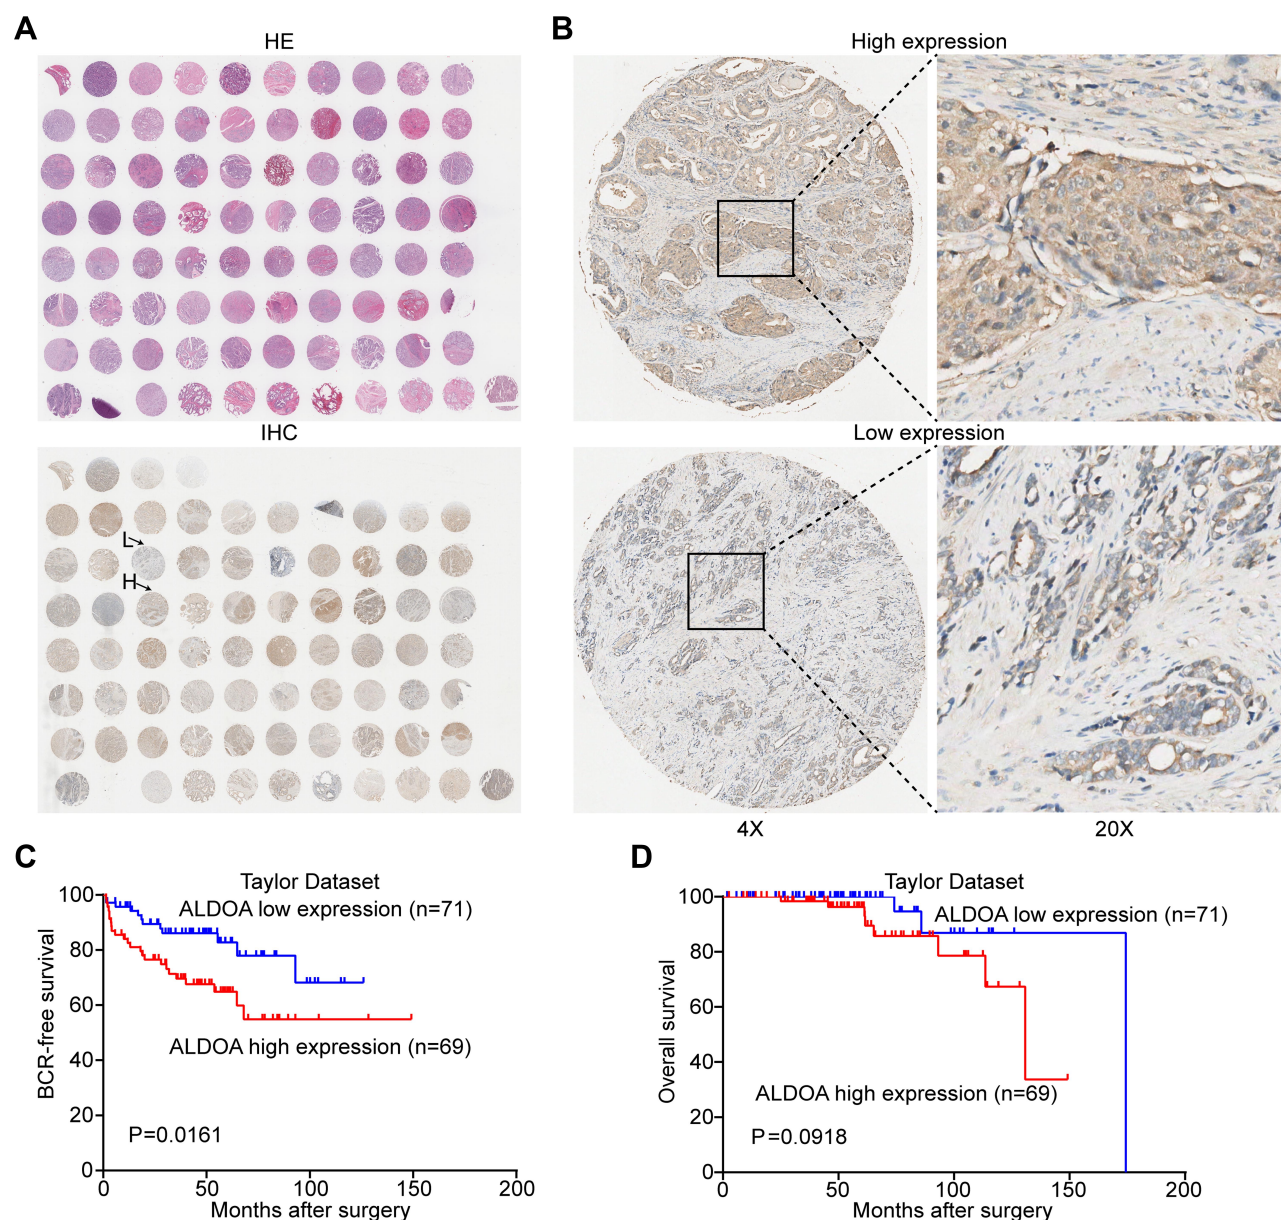 A
HE
IHC
L
H
B
High expression
Low expression
4X
20X
C
Taylor Dataset
ALDOA low expression (n=71)
ALDOA high expression (n=69)
P=0.0161
BCR-free survival
100
80
60
40
20
0
0 50 100 150 200
Months after surgery
D
Taylor Dataset
ALDOA low expression (n=71)
ALDOA high expression (n=69)
P=0.0918
Overall survival
100
80
60
40
20
0
0 50 100 150 200
Months after surgery